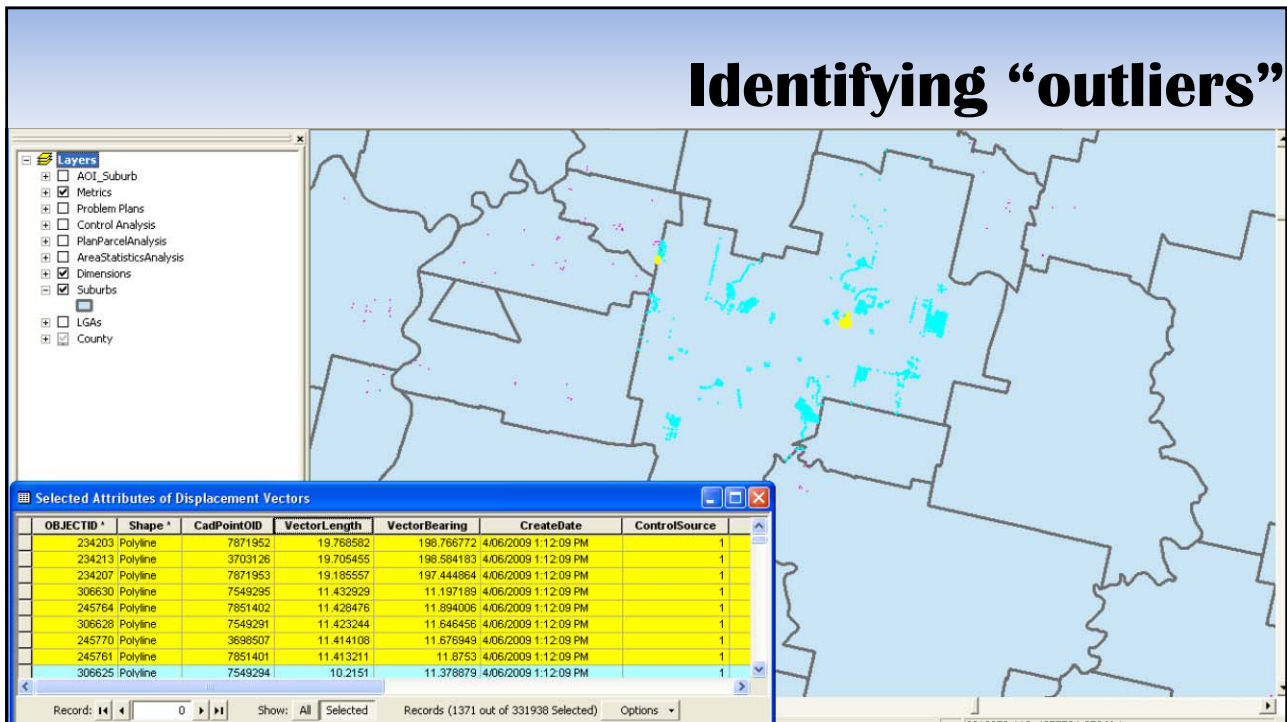 Identifying “outliers”
Layers
AOI_Suburb
Metrics
Problem Plans
Control Analysis
PlanParcelAnalysis
AreaStatisticsAnalysis
Dimensions
Suburbs
LGAs
County
Selected Attributes of Displacement Vectors
OBJECTID * Shape * CadPointOID VectorLength VectorBearing CreateDate ControlSource
234203 Polyline 7871952 19.768582 198.766772 4/06/2009 1:12:09 PM 1
234213 Polyline 3703126 19.705455 198.584183 4/06/2009 1:12:09 PM 1
234207 Polyline 7871953 19.185557 197.444864 4/06/2009 1:12:09 PM 1
306630 Polyline 7549295 11.432929 11.197189 4/06/2009 1:12:09 PM 1
245764 Polyline 7851402 11.428476 11.894006 4/06/2009 1:12:09 PM 1
306628 Polyline 7549291 11.423244 11.646456 4/06/2009 1:12:09 PM 1
245770 Polyline 3698507 11.414108 11.676949 4/06/2009 1:12:09 PM 1
245761 Polyline 7851401 11.413211 11.8753 4/06/2009 1:12:09 PM 1
306625 Polyline 7549294 10.2151 11.378879 4/06/2009 1:12:09 PM 1
Record: 0 Show: All Selected Records (1371 out of 331938 Selected) Options